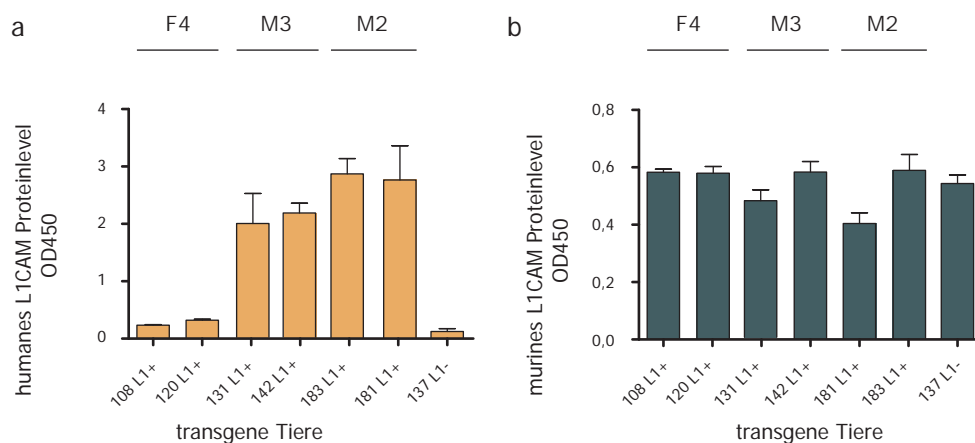 a
F4 M3 M2
humanes L1CAM Proteinlevel
OD450
4
3
2
1
0
108 L1+
120 L1+
131 L1+
142 L1+
183 L1+
181 L1+
137 L1-
transgene Tiere
b
F4 M3 M2
murines L1CAM Proteinlevel
OD450
0,8
0,6
0,4
0,2
0,0
108 L1+
120 L1+
131 L1+
142 L1+
181 L1+
183 L1+
137 L1-
transgene Tiere